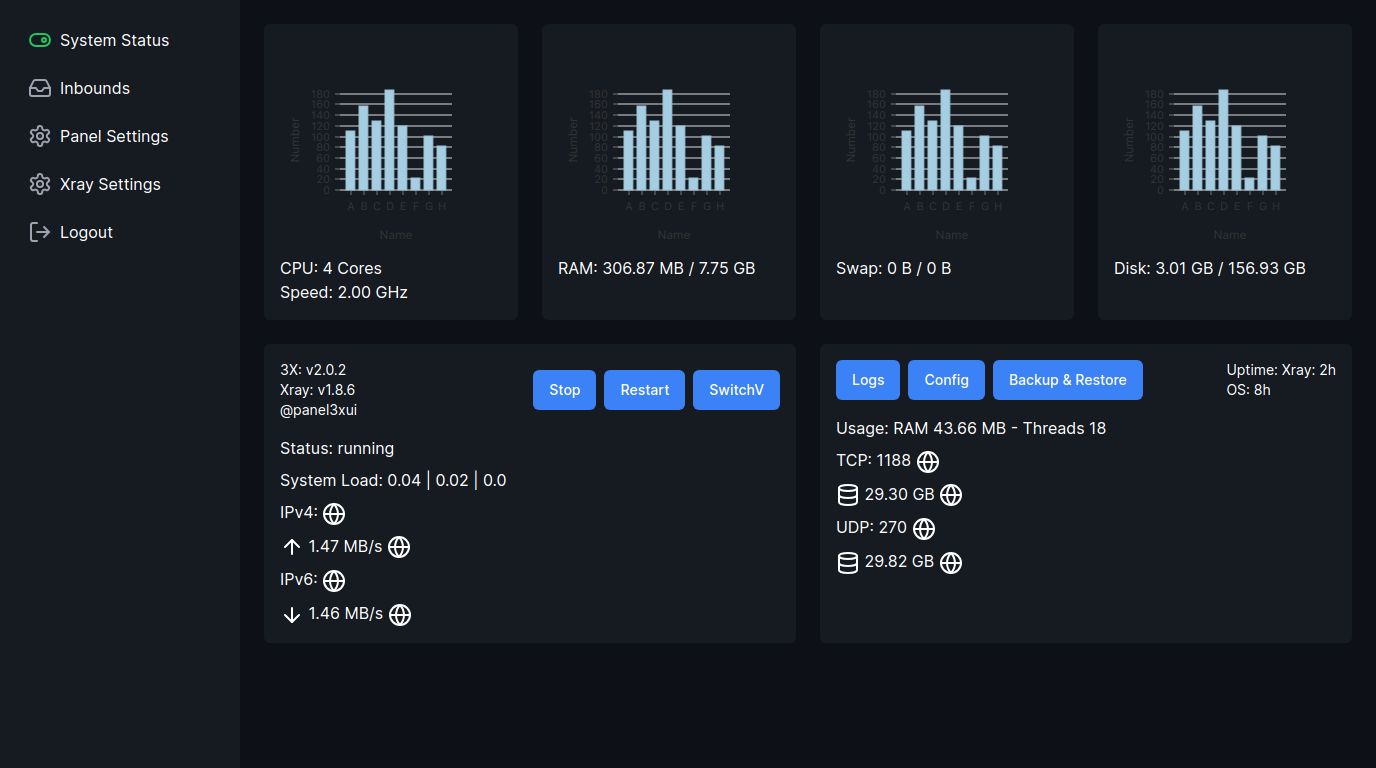 System Status
Inbounds
Panel Settings
Xray Settings
Logout
180
160
140
120
100
80
60
40
20
0
Number
A B C D E F G H
Name
CPU: 4 Cores
Speed: 2.00 GHz
180
160
140
120
100
80
60
40
20
0
Number
A B C D E F G H
Name
RAM: 306.87 MB / 7.75 GB
180
160
140
120
100
80
60
40
20
0
Number
A B C D E F G H
Name
Swap: 0 B / 0 B
180
160
140
120
100
80
60
40
20
0
Number
A B C D E F G H
Name
Disk: 3.01 GB / 156.93 GB
3X: v2.0.2
Xray: v1.8.6
@panel3xui
Stop
Restart
SwitchV
Status: running
System Load: 0.04 | 0.02 | 0.0
IPv4:
1.47 MB/s
IPv6:
1.46 MB/s
Logs
Config
Backup & Restore
Uptime: Xray: 2h
OS: 8h
Usage: RAM 43.66 MB - Threads 18
TCP: 1188
29.30 GB
UDP: 270
29.82 GB